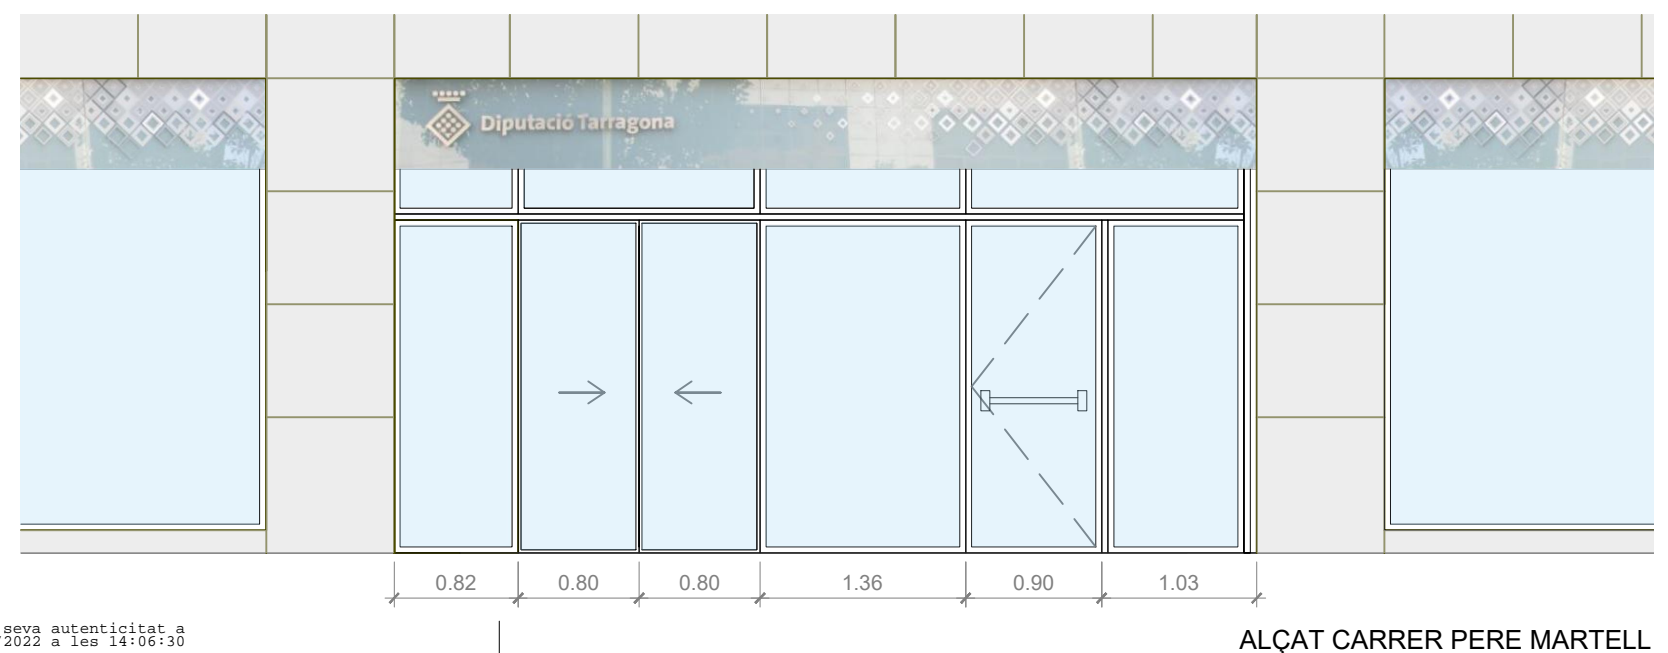 Diputació Tarragona
0.82 0.80 0.80 1.36 0.90 1.03
seva autenticitat a
2022 a les 14:06:30
ALÇAT CARRER PERE MARTELL